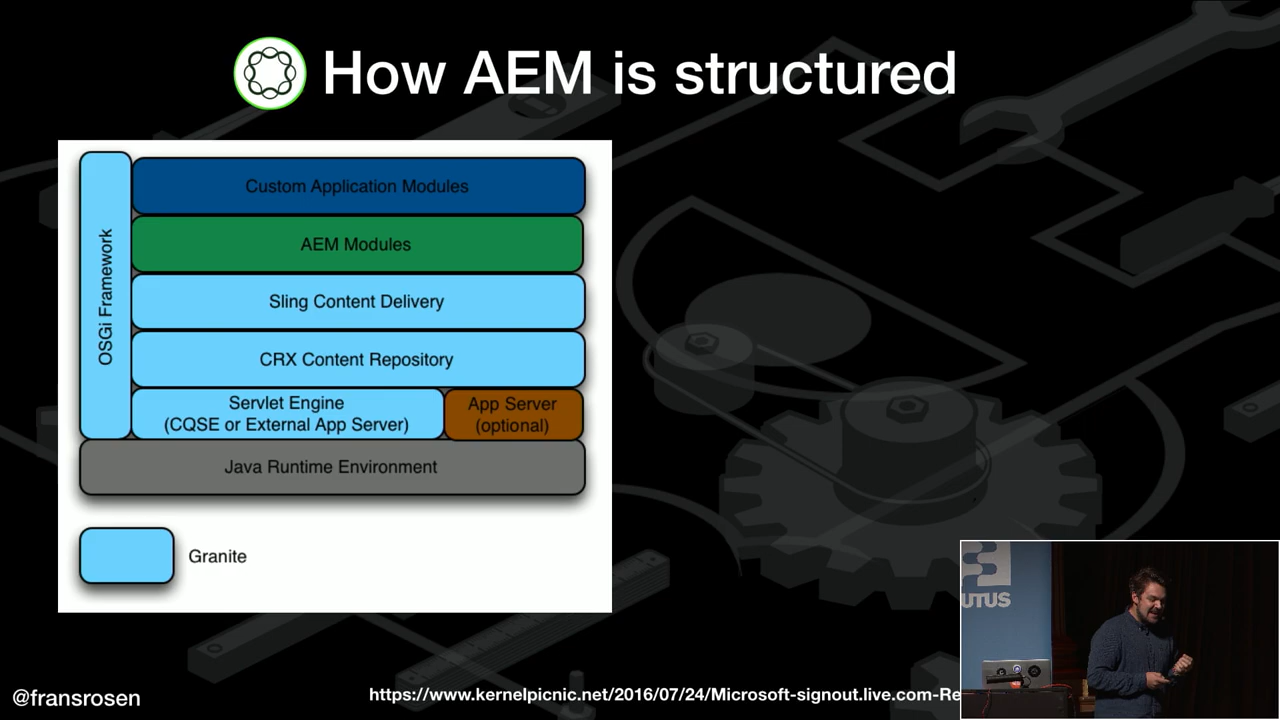 How AEM is structured
OSGi Framework
Custom Application Modules
AEM Modules
Sling Content Delivery
CRX Content Repository
Servlet Engine
(CQSE or External App Server)
App Server
(optional)
Java Runtime Environment
Granite
UTUS
@fransrosen
https://www.kernelpicnic.net/2016/07/24/Microsoft-signout.live.com-Re